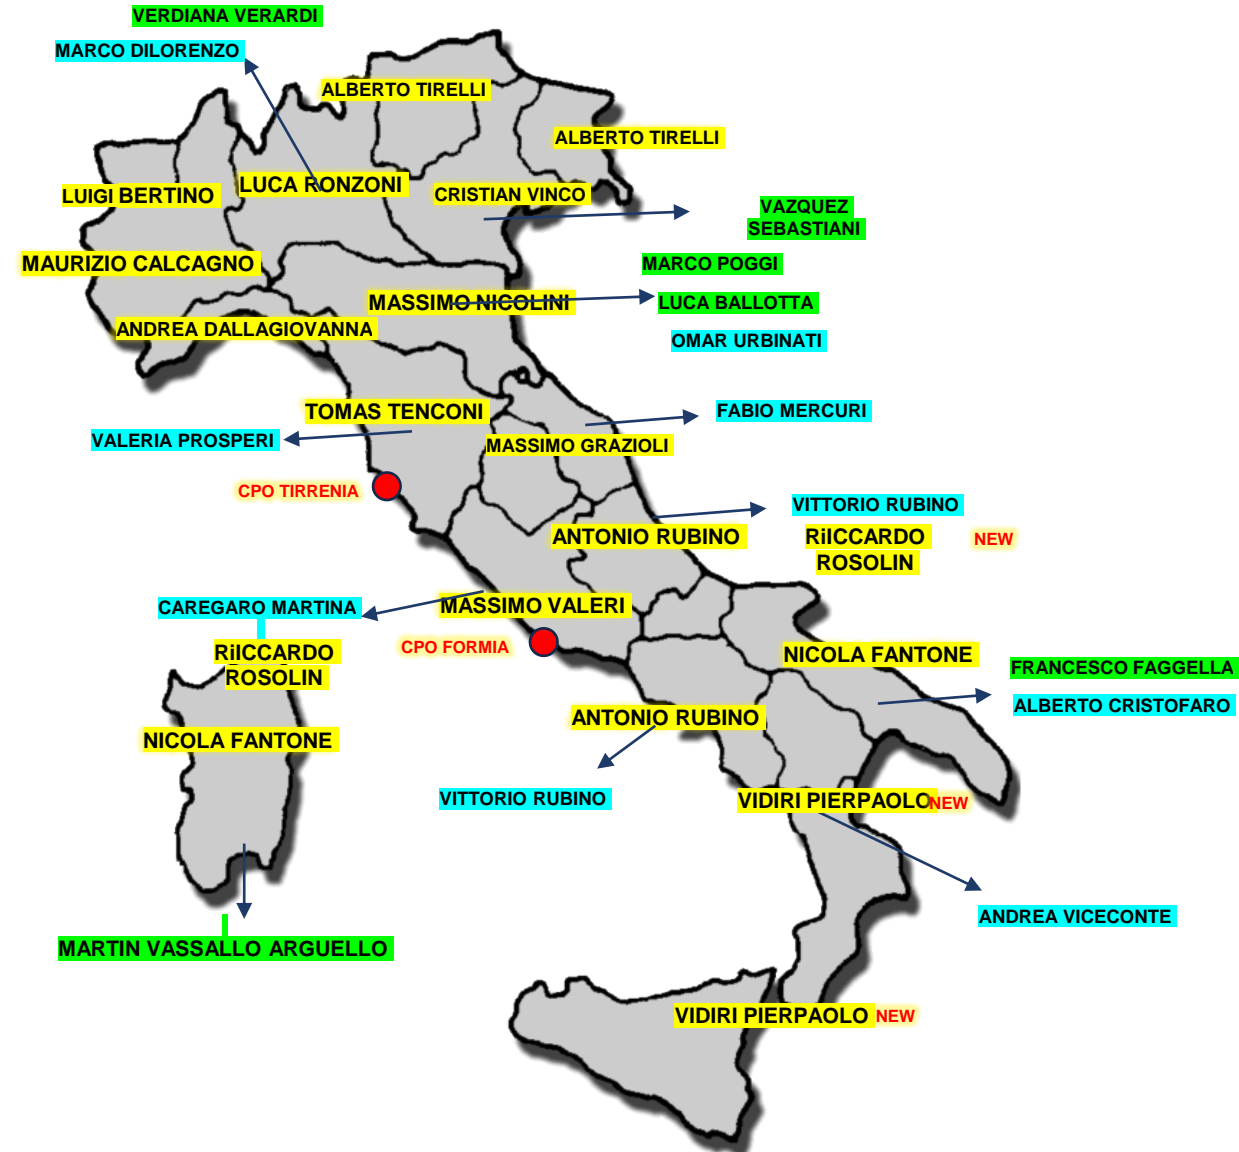 VERDIANA VERARDI
MARCO DILORENZO
ALBERTO TIRELLI
ALBERTO TIRELLI
LUIGI BERTINO
LUCA RONZONI
CRISTIAN VINCO
VAZQUEZ
SEBASTIANI
MAURIZIO CALCAGNO
MARCO POGGI
MASSIMO NICOLINI
LUCA BALLOTTA
ANDREA DALLAGIOVANNA
OMAR URBINATI
TOMAS TENCONI
FABIO MERCURI
VALERIA PROSPERI
MASSIMO GRAZIOLI
CPO TIRRENIA
VITTORIO RUBINO
ANTONIO RUBINO
RiICCARDO
ROSOLIN
NEW
CAREGARO MARTINA
MASSIMO VALERI
CPO FORMIA
RiICCARDO
ROSOLIN
NICOLA FANTONE
FRANCESCO FAGGELLA
ALBERTO CRISTOFARO
ANTONIO RUBINO
NICOLA FANTONE
VITTORIO RUBINO
VIDIRI PIERPAOLO NEW
ANDREA VICECONTE
MARTIN VASSALLO ARGUELLO
VIDIRI PIERPAOLO NEW